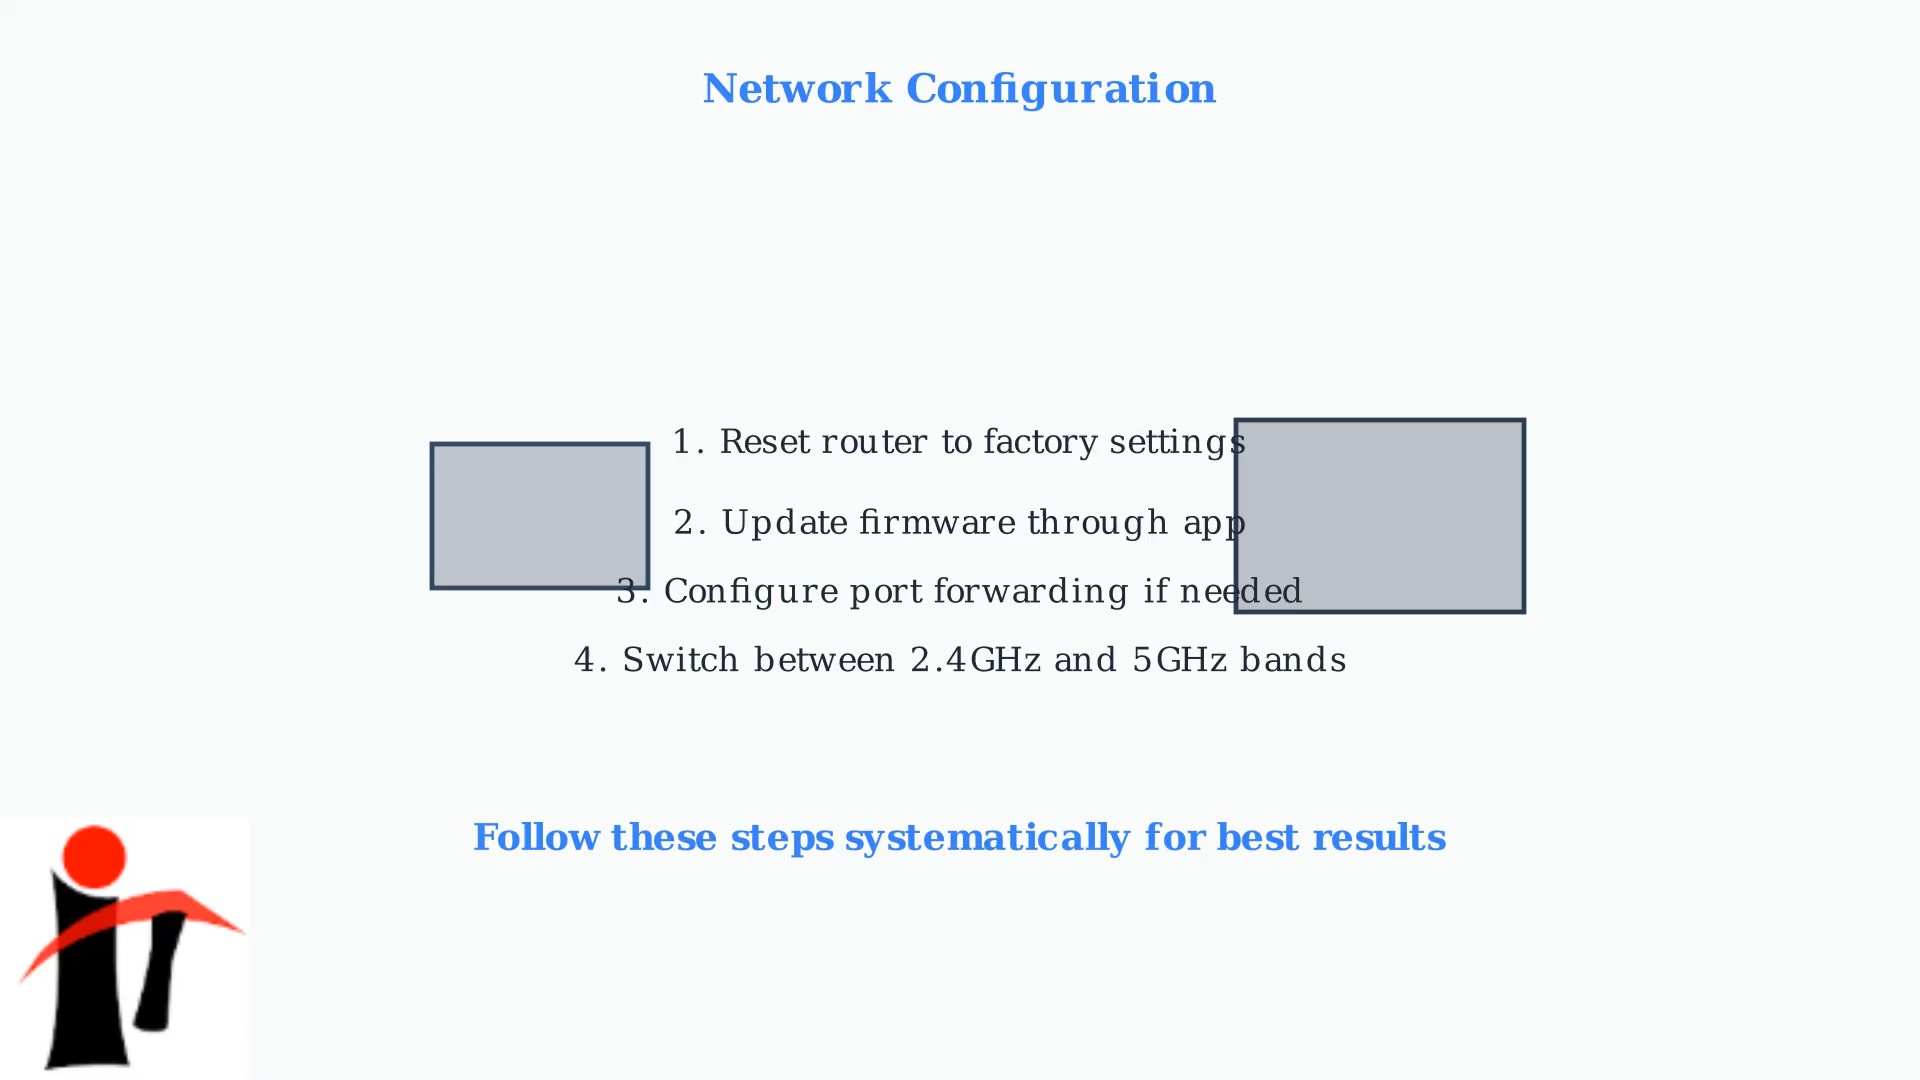 Network Configuration
1. Reset router to factory settings
2. Update firmware through app
3. Configure port forwarding if needed
4. Switch between 2.4GHz and 5GHz bands
Follow these steps systematically for best results